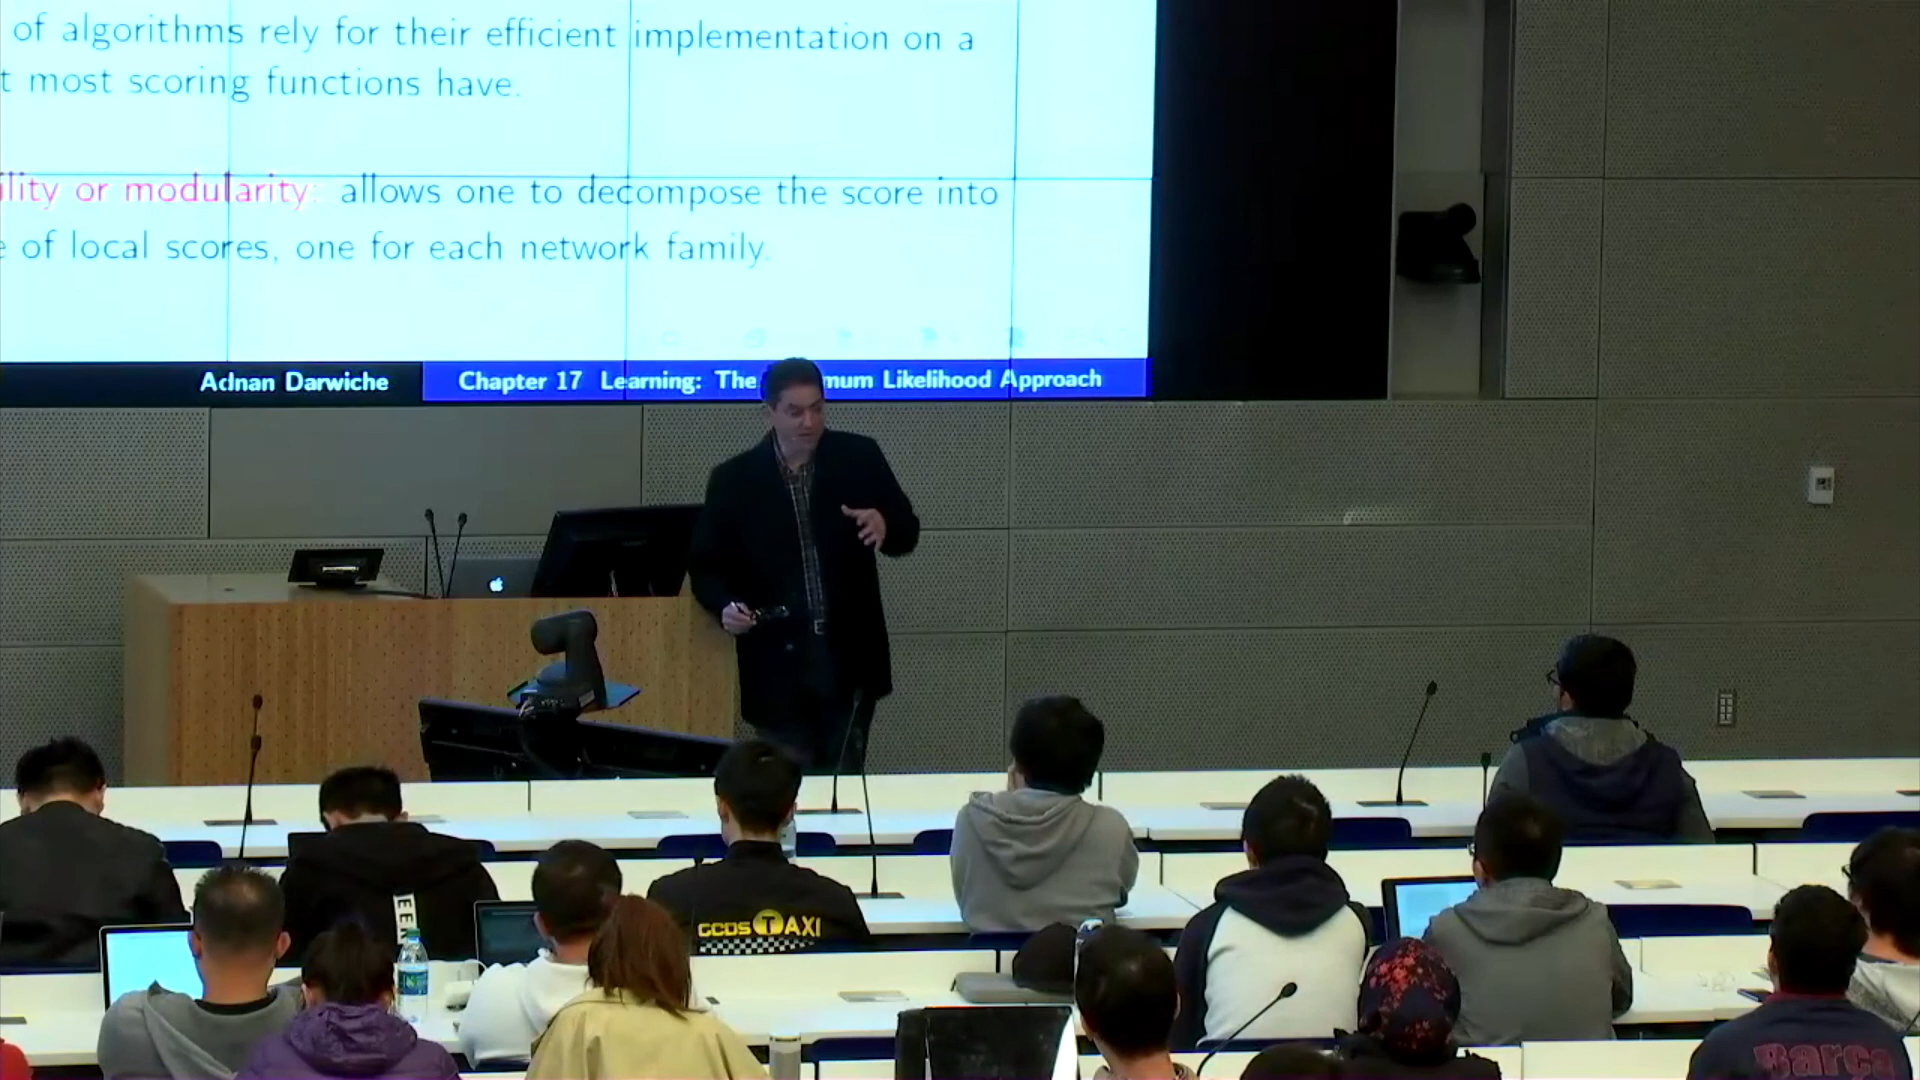 of algorithms rely for their efficient implementation on a
t most scoring functions have.
ility or modularity: allows one to decompose the score into
e of local scores, one for each network family.
Adnan Darwiche
Chapter 17 Learning: The mum Likelihood Approach
GCDS TAXI
Barça